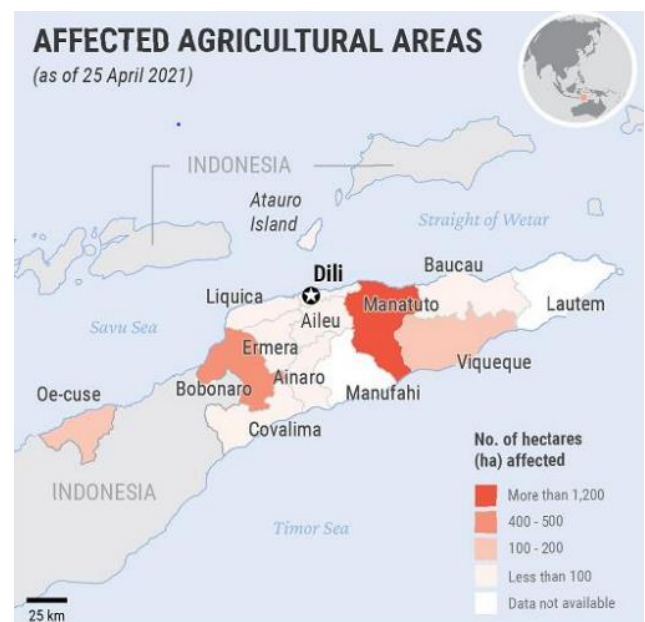 AFFECTED AGRICULTURAL AREAS
(as of 25 April 2021)
INDONESIA
Atauro
Island
Straight of Wetar
Dili
Baucau
Liquica
Manatuto
Lautem
Aileu
Savu Sea
Ermera
Viqueque
Ainaro
Bobonaro
Manufahi
Oe-cuse
Covalima
No. of hectares
(ha) affected
INDONESIA
More than 1,200
400 - 500
Timor Sea
100 - 200
Less than 100
Data not available
25 km